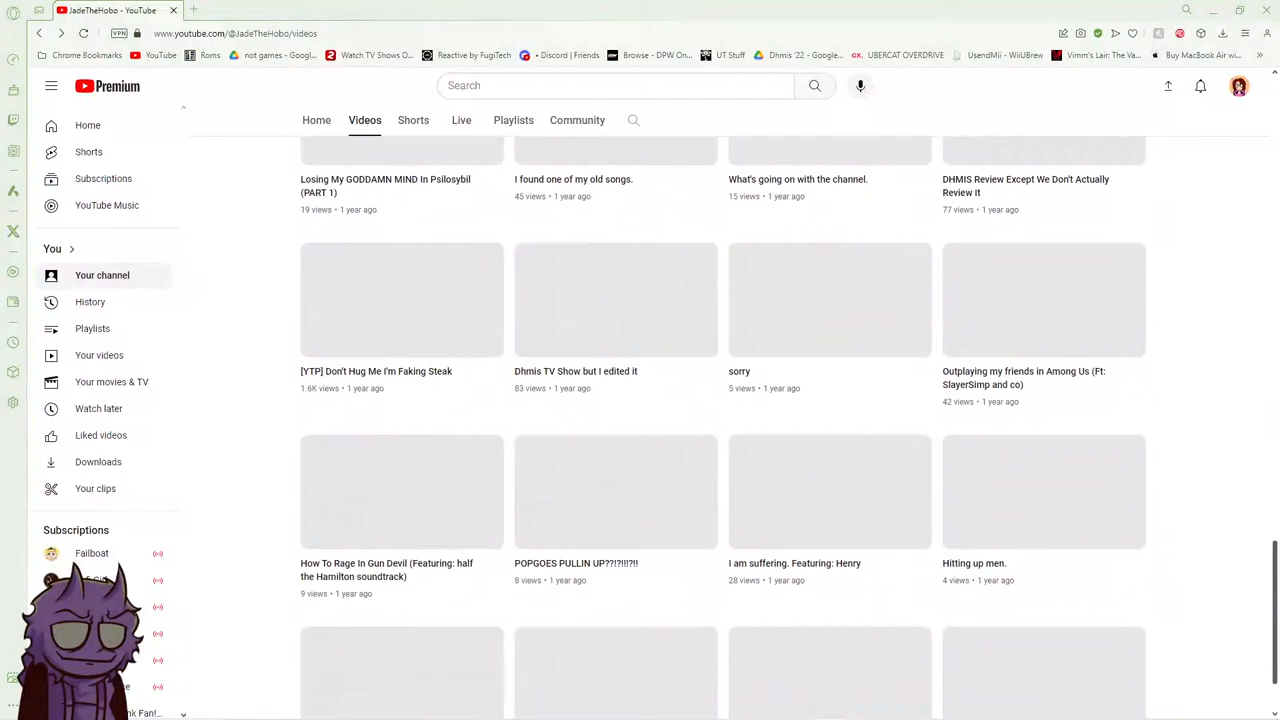 JadeTheHobo - YouTube
VPN
www.youtube.com/@JadeTheHobo/videos
Chrome Bookmarks
YouTube
Roms
not games - Googl...
Watch TV Shows O...
Reactive by FugiTech
• Discord | Friends
Browse - DPW On...
UT Stuff
Dhmis '22 - Google...
UBERCAT OVERDRIVE
UsendMii - WiiUBrew
Vimm's Lair: The Va...
Buy MacBook Air wi...
Premium
Search
Home
Shorts
Subscriptions
YouTube Music
You
Your channel
History
Playlists
Your videos
Your movies & TV
Watch later
Liked videos
Downloads
Your clips
Subscriptions
Failboat
nk Fan!...
Home
Videos
Shorts
Live
Playlists
Community
Losing My GODDAMN MIND In Psilosybil
(PART 1)
19 views • 1 year ago
I found one of my old songs.
45 views • 1 year ago
What's going on with the channel.
15 views • 1 year ago
DHMIS Review Except We Don't Actually
Review It
77 views • 1 year ago
[YTP] Don't Hug Me I'm Faking Steak
1.6K views • 1 year ago
Dhmis TV Show but I edited it
83 views • 1 year ago
sorry
5 views • 1 year ago
Outplaying my friends in Among Us (Ft:
SlayerSimp and co)
42 views • 1 year ago
How To Rage In Gun Devil (Featuring: half
the Hamilton soundtrack)
9 views • 1 year ago
POPGOES PULLIN UP??!?!!!?!!
8 views • 1 year ago
I am suffering. Featuring: Henry
28 views • 1 year ago
Hitting up men.
4 views • 1 year ago